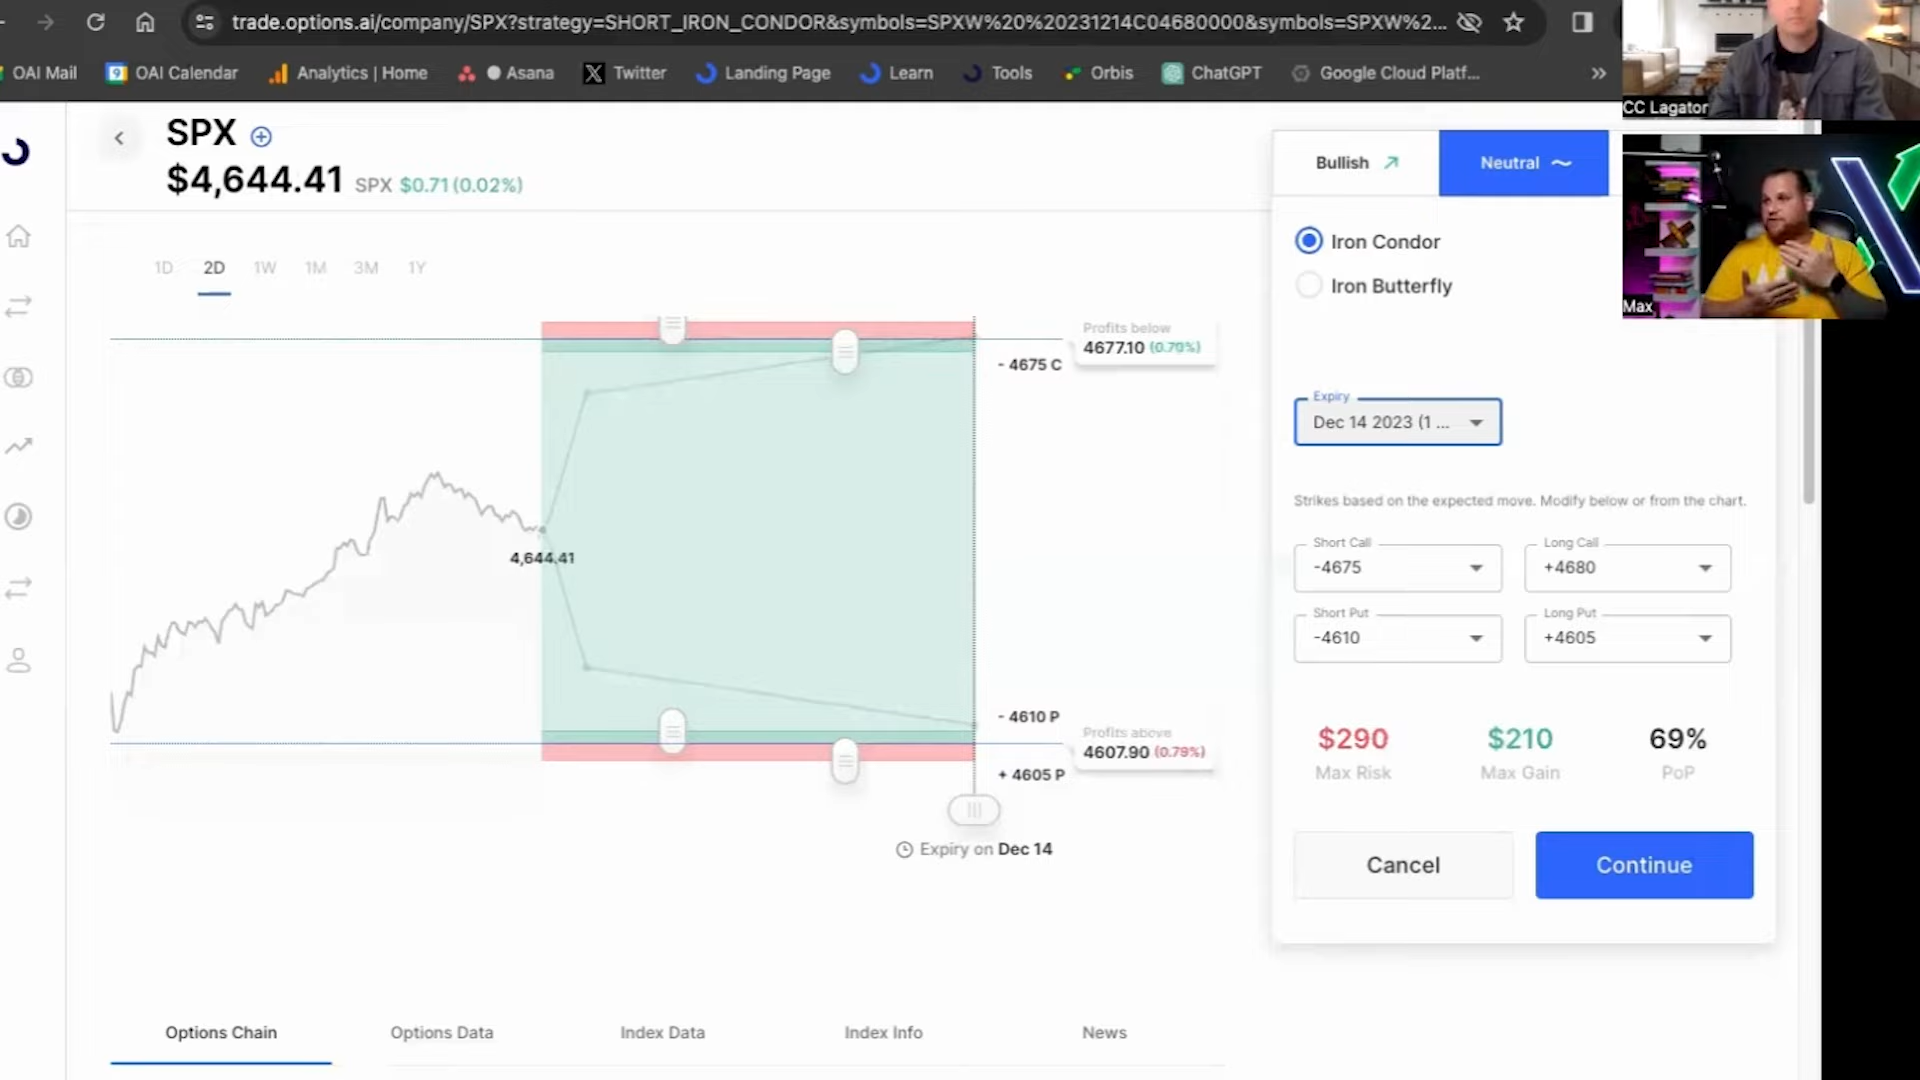 trade.options.ai/company/SPX?strategy=SHORT_IRON_CONDOR&symbols=SPXW%20%20231214C04680000&symbols=SPXW%2...
OAI Mail
9 OAI Calendar
Analytics | Home
Asana
X Twitter
Landing Page
Learn
Tools
Orbis
ChatGPT
Google Cloud Platf...
»
CC Lagator
Max
SPX
$4,644.41 SPX $0.71 (0.02%)
1D 2D 1W 1M 3M 1Y
4,644.41
- 4675 C
Profits below
4677.10 (0.70%)
- 4610 P
+ 4605 P
Profits above
4607.90 (0.79%)
Expiry on Dec 14
Bullish
Neutral
Iron Condor
Iron Butterfly
Expiry
Dec 14 2023 (1 ...
Strikes based on the expected move. Modify below or from the chart.
Short Call
-4675
Long Call
+4680
Short Put
-4610
Long Put
+4605
$290
Max Risk
$210
Max Gain
69%
PoP
Cancel
Continue
Options Chain
Options Data
Index Data
Index Info
News